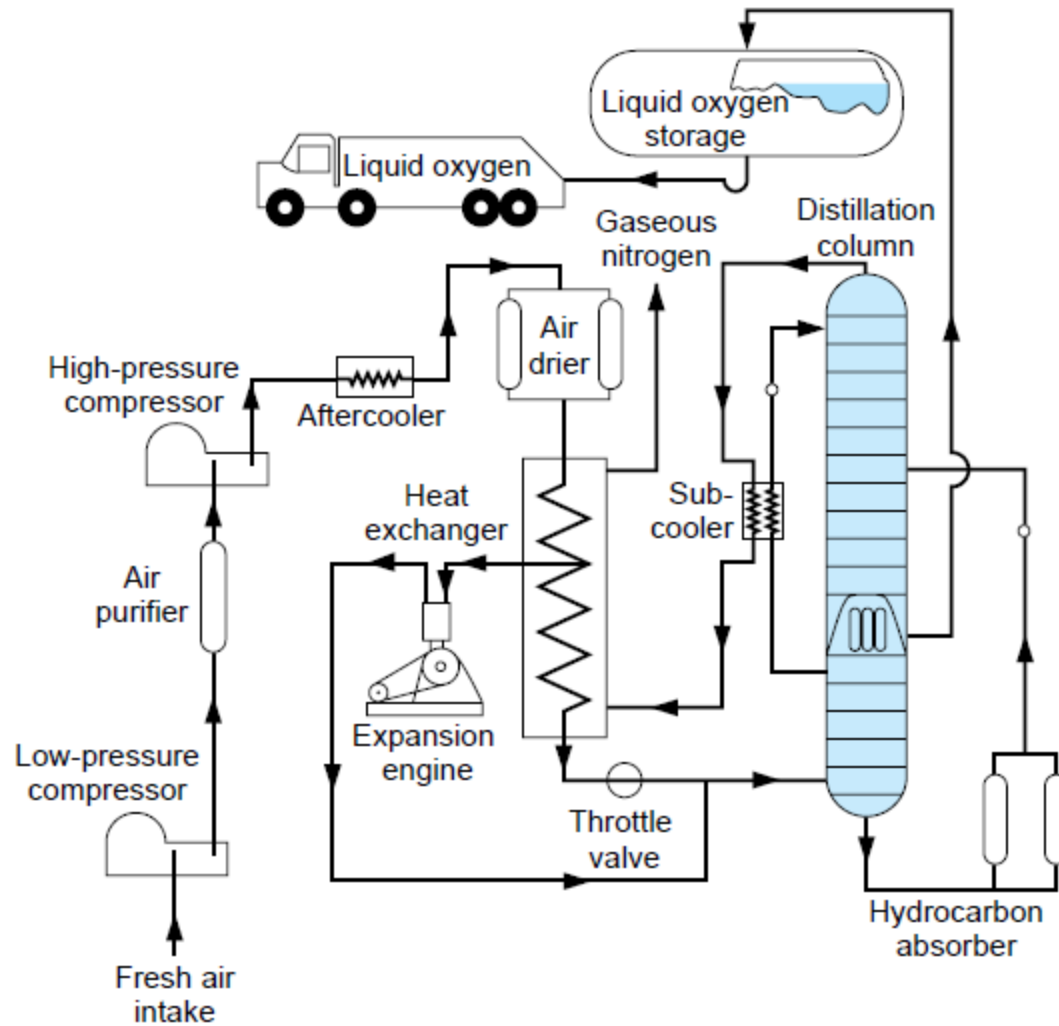 Liquid oxygen
storage
Liquid oxygen
Gaseous
nitrogen
Distillation
column
Air
drier
High-pressure
compressor
Aftercooler
Heat
exchanger
Sub-
cooler
Air
purifier
Expansion
engine
Low-pressure
compressor
Throttle
valve
Hydrocarbon
absorber
Fresh air
intake